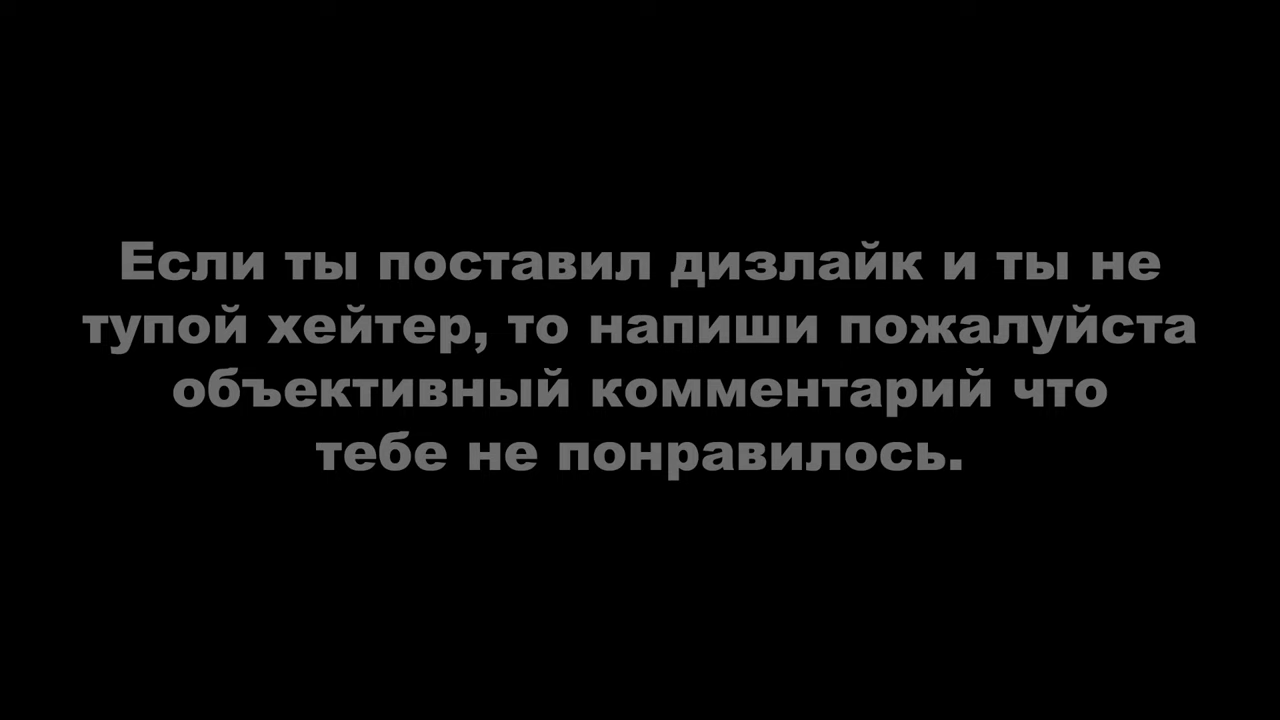 Если ты поставил дизлайк и ты не
тупой хейтер, то напиши пожалуйста
объективный комментарий что
тебе не понравилось.